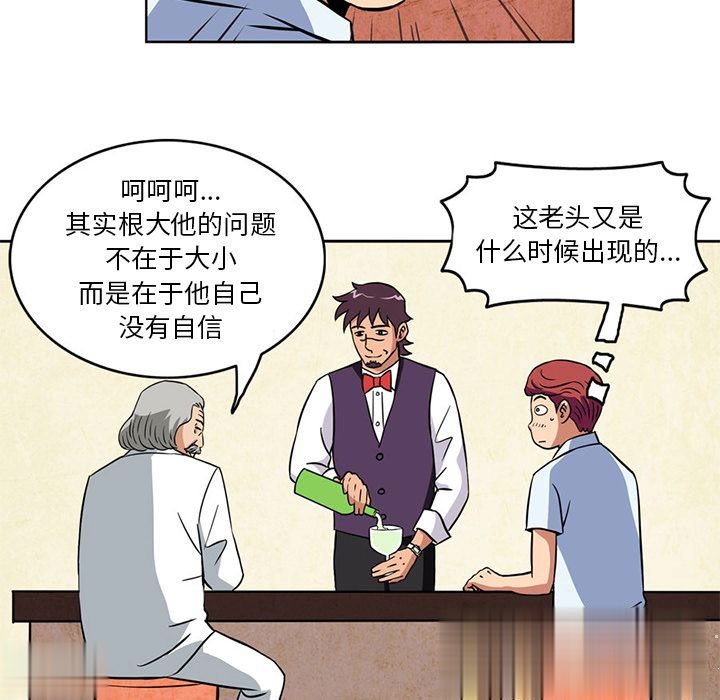 呵呵呵...
其实根大他的问题
不在于大小
而是在于他自己
没有自信
这老头又是
什么时候出现的...